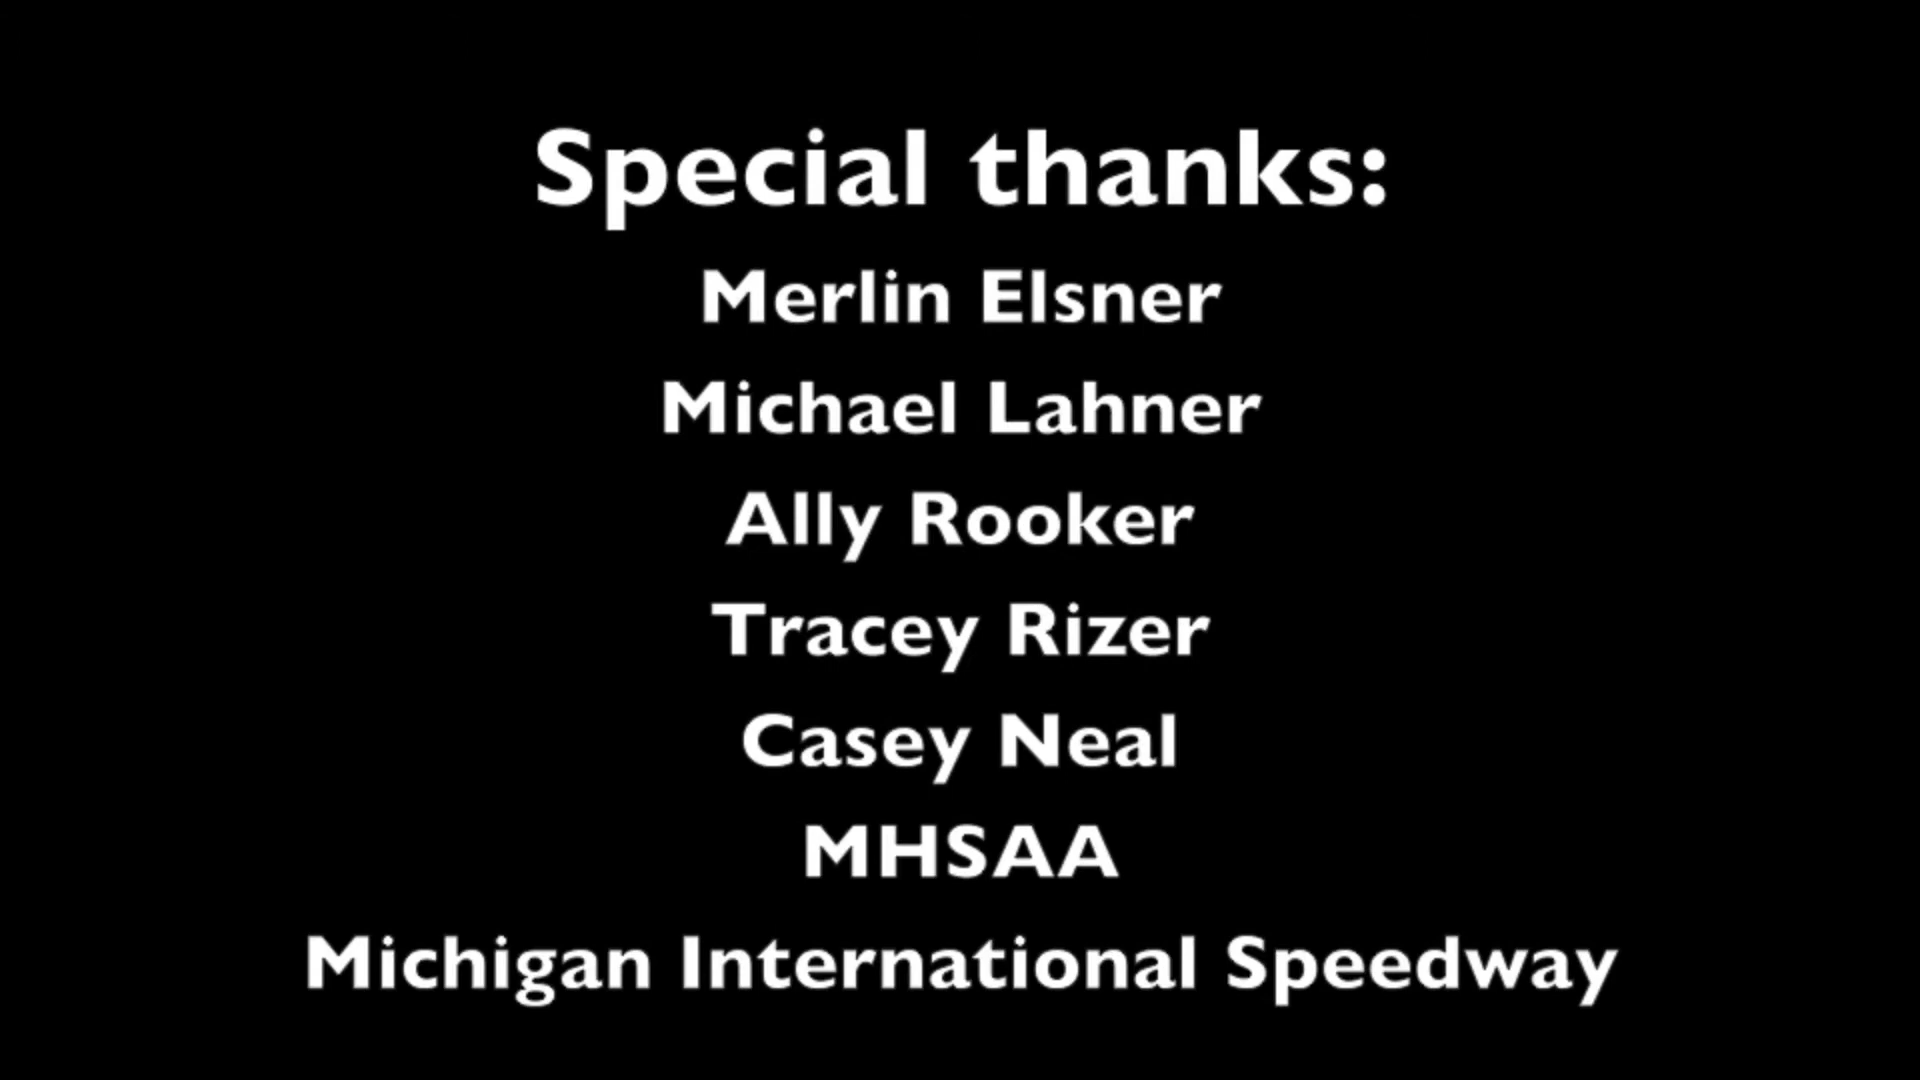 Special thanks:
Merlin Elsner
Michael Lahner
Ally Rooker
Tracey Rizer
Casey Neal
MHSAA
Michigan International Speedway